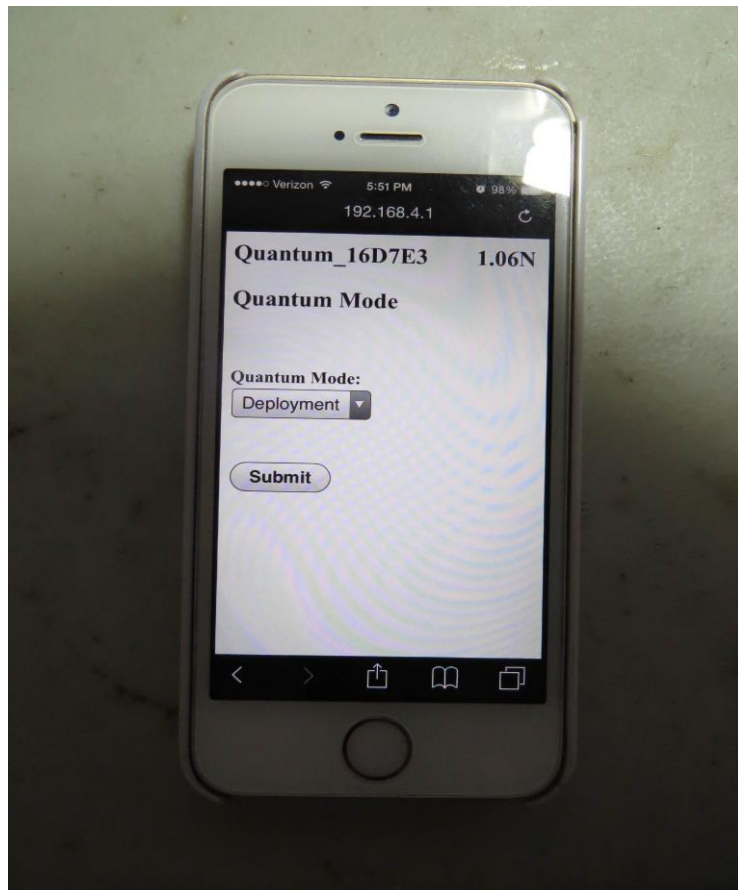 Verizon 5:51 PM 98%
192.168.4.1
Quantum_16D7E3 1.06N
Quantum Mode
Quantum Mode:
Deployment
Submit